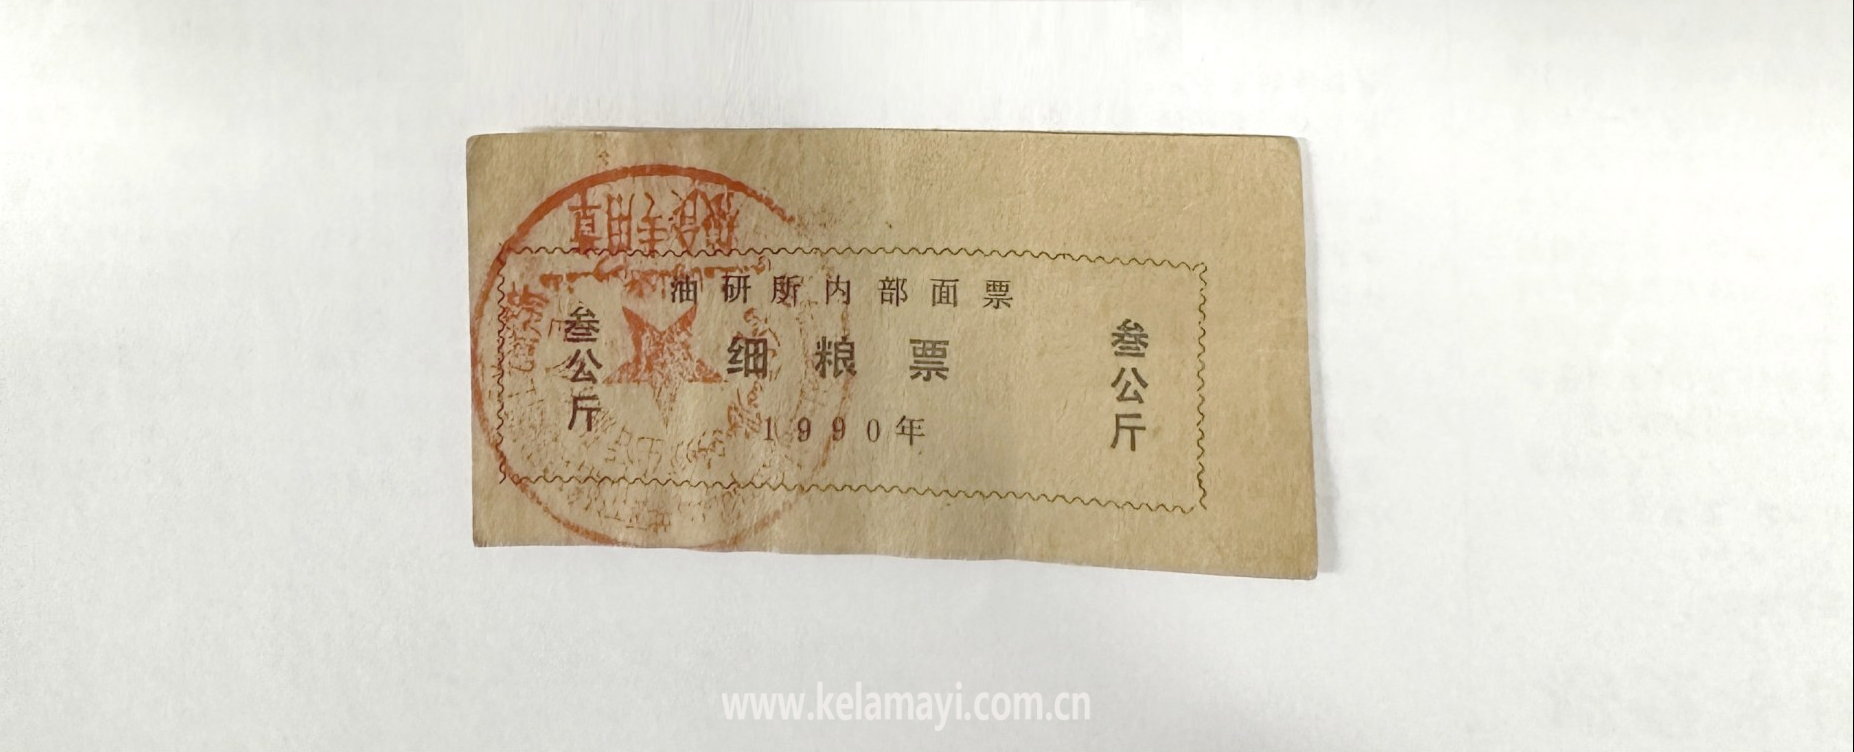 油研所内部面票
叁公斤
细粮票
叁公斤
1990年
专用章
www.kelamayi.com.cn